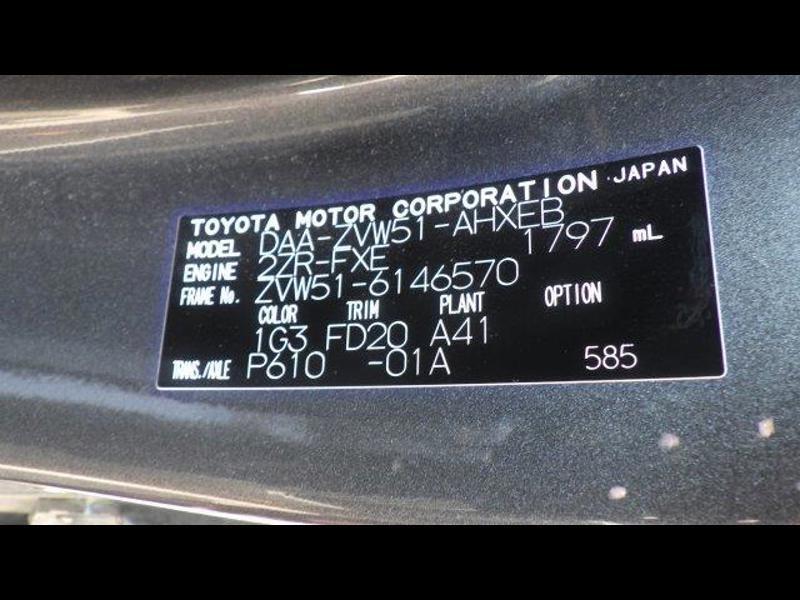 TOYOTA MOTOR CORPORATION JAPAN
MODEL DAA-ZVW51-AHXEB
ENGINE 2ZR-FXE 1797 mL
FRAME No. ZVW51-6146570
COLOR TRIM PLANT OPTION
1G3 FD20 A41
TRANS./AXLE P610 -01A 585